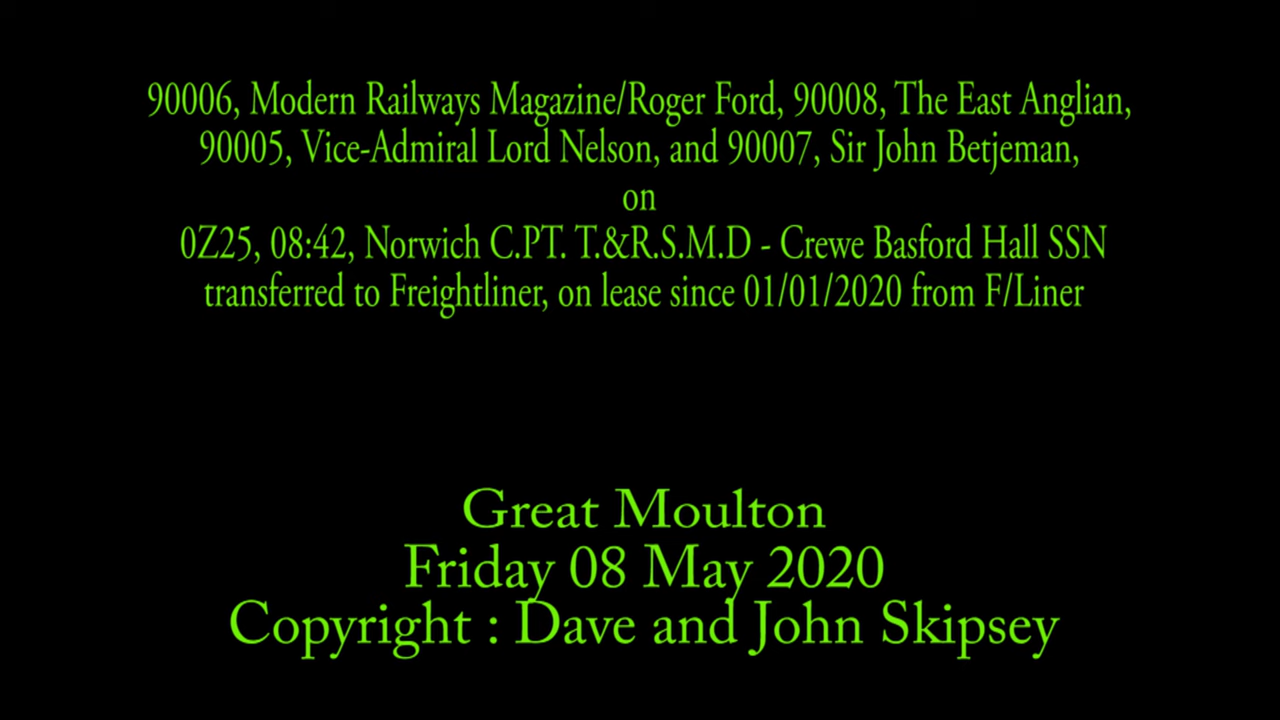 90006, Modern Railways Magazine/Roger Ford, 90008, The East Anglian,
90005, Vice-Admiral Lord Nelson, and 90007, Sir John Betjeman,
on
0Z25, 08:42, Norwich C.PT. T.&R.S.M.D - Crewe Basford Hall SSN
transferred to Freightliner, on lease since 01/01/2020 from F/Liner
Great Moulton
Friday 08 May 2020
Copyright : Dave and John Skipsey